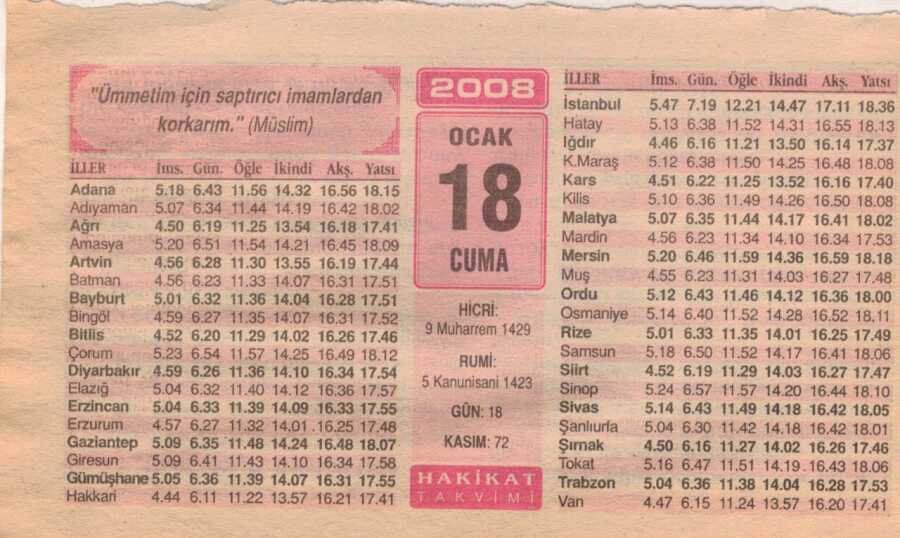 "Ümmetim için saptırıcı imamlardan
korkarım." (Müslim)
İLLER İms. Gün. Öğle İkindi Akş. Yatsı
Adana 5.18 6.43 11.56 14.32 16.56 18.15
Adıyaman 5.07 6.34 11.44 14.19 16.42 18.02
Ağrı 4.50 6.19 11.25 13.54 16.18 17.41
Amasya 5.20 6.51 11.54 14.21 16.45 18.09
Artvin 4.56 6.28 11.30 13.55 16.19 17.44
Batman 4.56 6.23 11.33 14.07 16.31 17.51
Bayburt 5.01 6.32 11.36 14.04 16.28 17.51
Bingöl 4.59 6.27 11.35 14.07 16.31 17.52
Bitlis 4.52 6.20 11.29 14.02 16.26 17.46
Çorum 5.23 6.54 11.57 14.25 16.49 18.12
Diyarbakır 4.59 6.26 11.36 14.10 16.34 17.54
Elazığ 5.04 6.32 11.40 14.12 16.36 17.57
Erzincan 5.04 6.33 11.39 14.09 16.33 17.55
Erzurum 4.57 6.27 11.32 14.01 16.25 17.48
Gaziantep 5.09 6.35 11.48 14.24 16.48 18.07
Giresun 5.09 6.41 11.43 14.10 16.34 17.58
Gümüşhane 5.05 6.36 11.39 14.07 16.31 17.55
Hakkari 4.44 6.11 11.22 13.57 16.21 17.41
2008
OCAK
18
CUMA
HİCRİ:
9 Muharrem 1429
RUMİ:
5 Kanunisani 1423
GÜN: 18
KASIM: 72
HAKİKAT
TAKVİMİ
İLLER İms. Gün. Öğle İkindi Akş. Yatsı
İstanbul 5.47 7.19 12.21 14.47 17.11 18.36
Hatay 5.13 6.38 11.52 14.31 16.55 18.13
Iğdır 4.46 6.16 11.21 13.50 16.14 17.37
K.Maraş 5.12 6.38 11.50 14.25 16.48 18.08
Kars 4.51 6.22 11.25 13.52 16.16 17.40
Kilis 5.10 6.36 11.49 14.26 16.50 18.08
Malatya 5.07 6.35 11.44 14.17 16.41 18.02
Mardin 4.56 6.23 11.34 14.10 16.34 17.53
Mersin 5.20 6.46 11.59 14.36 16.59 18.18
Muş 4.55 6.23 11.31 14.03 16.27 17.48
Ordu 5.12 6.43 11.46 14.12 16.36 18.00
Osmaniye 5.14 6.40 11.52 14.28 16.52 18.11
Rize 5.01 6.33 11.35 14.01 16.25 17.49
Samsun 5.18 6.50 11.52 14.17 16.41 18.06
Siirt 4.52 6.19 11.29 14.03 16.27 17.47
Sinop 5.24 6.57 11.57 14.20 16.44 18.10
Sivas 5.14 6.43 11.49 14.18 16.42 18.05
Şanlıurfa 5.04 6.30 11.42 14.18 16.42 18.01
Şırnak 4.50 6.16 11.27 14.02 16.26 17.46
Tokat 5.16 6.47 11.51 14.19 16.43 18.06
Trabzon 5.04 6.36 11.38 14.04 16.28 17.53
Van 4.47 6.15 11.24 13.57 16.20 17.41